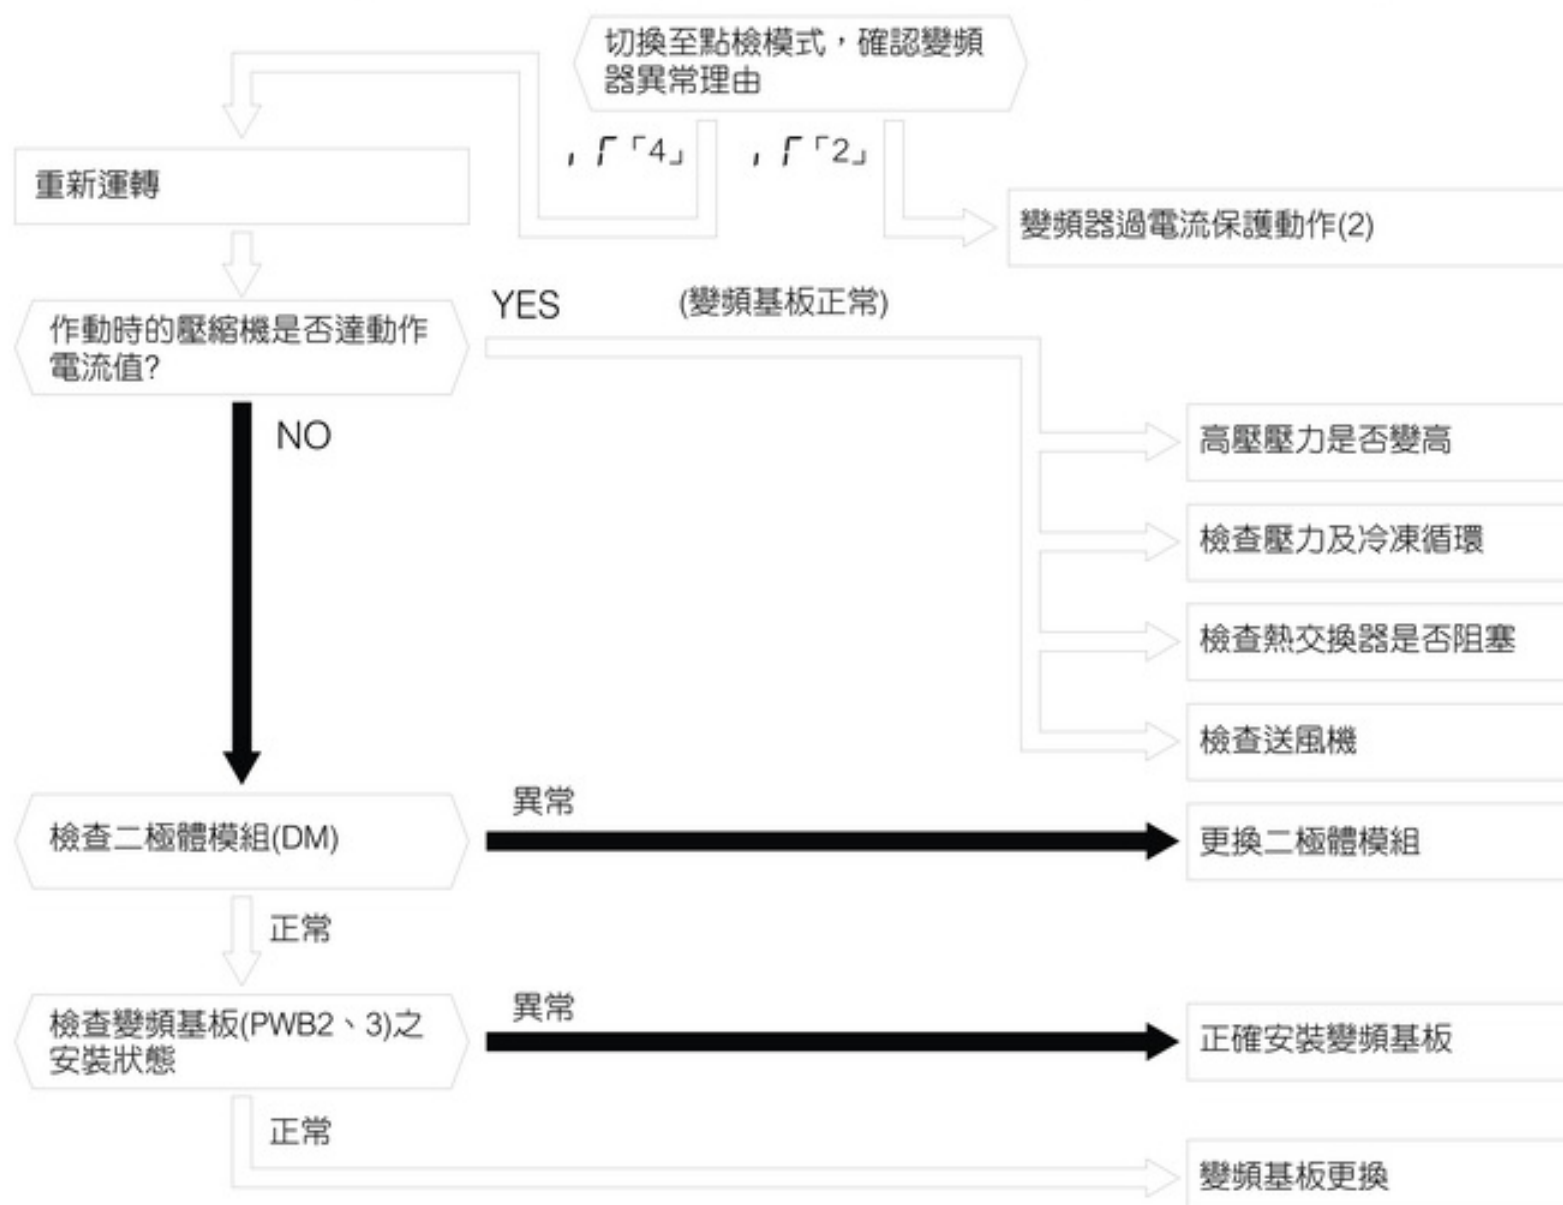 切換至點檢模式，確認變頻
器異常理由
「4」
「2」
重新運轉
變頻器過電流保護動作(2)
作動時的壓縮機是否達動作
電流值?
YES
(變頻基板正常)
NO
高壓壓力是否變高
檢查壓力及冷凍循環
檢查熱交換器是否阻塞
檢查送風機
檢查二極體模組(DM)
異常
更換二極體模組
正常
檢查變頻基板(PWB2、3)之
安裝狀態
異常
正確安裝變頻基板
正常
變頻基板更換